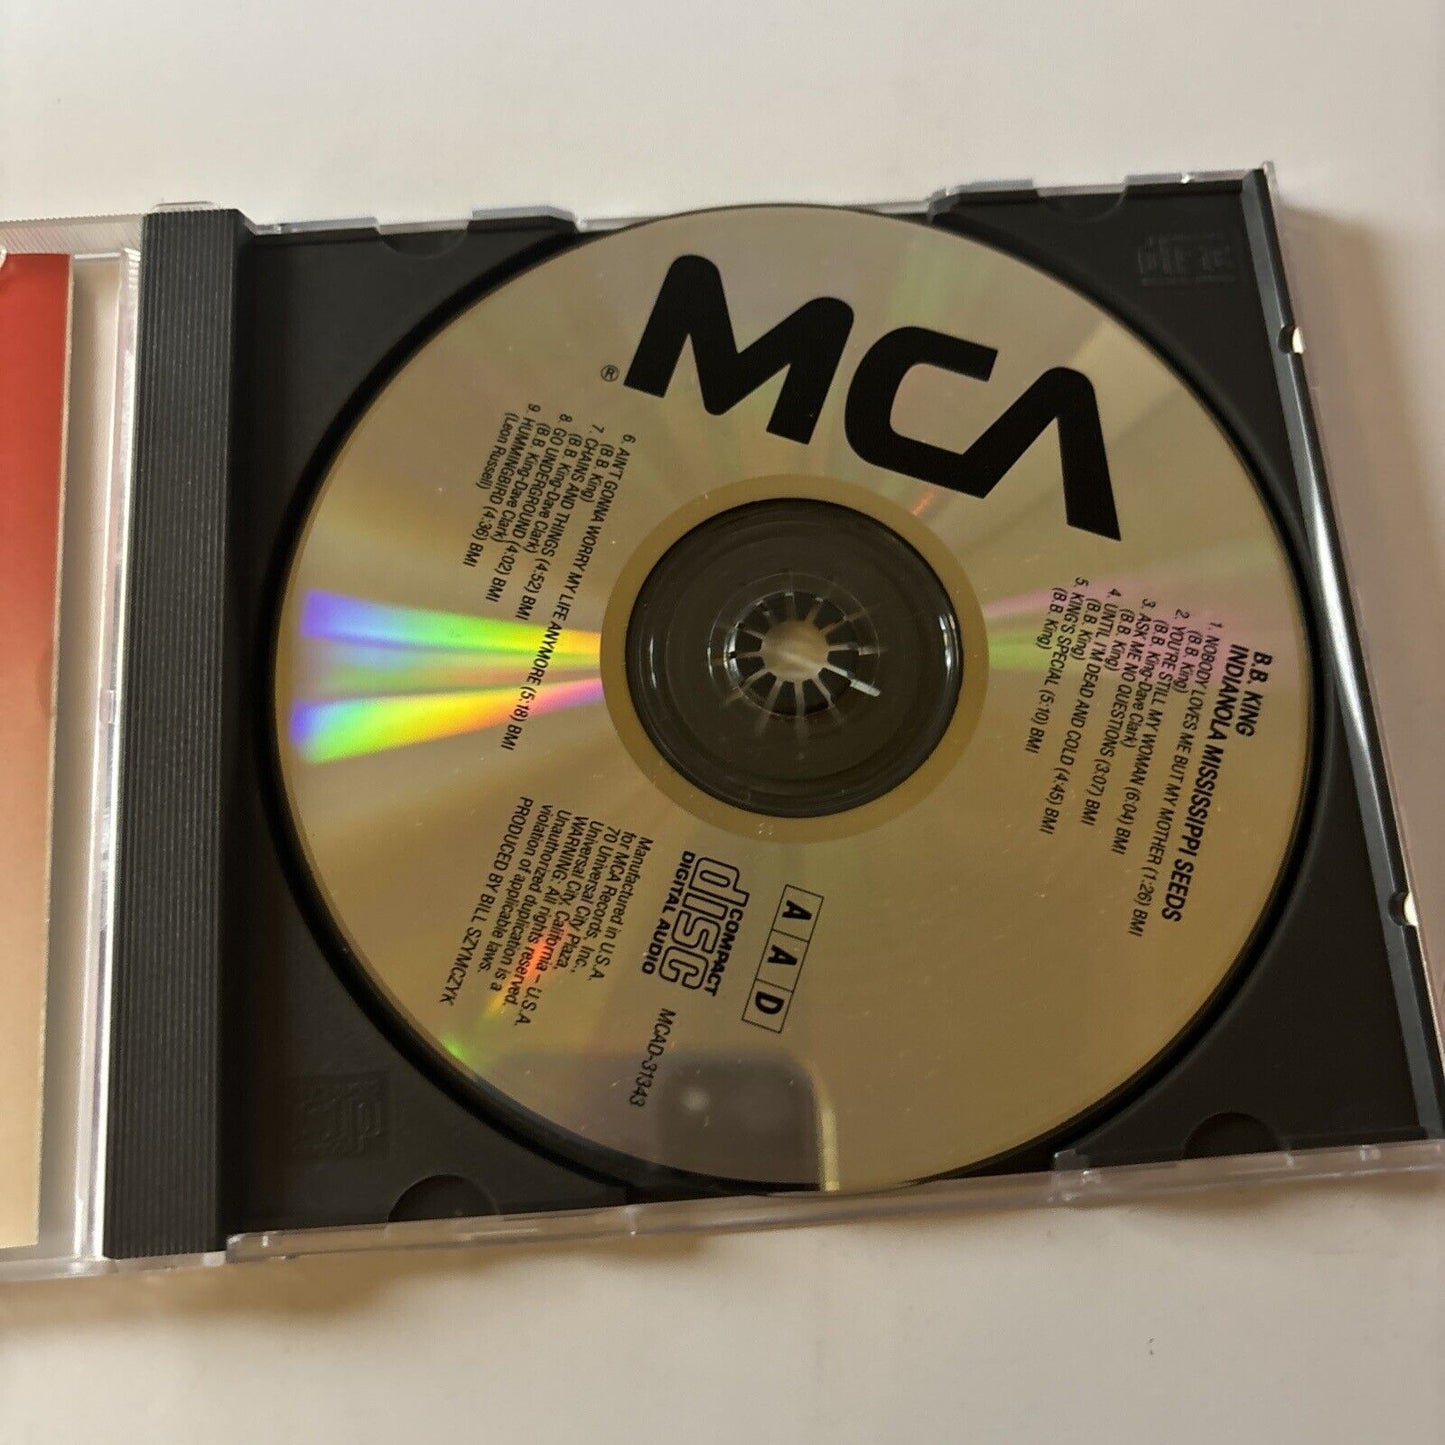 MCA
®
B.B. KING
INDIANOLA MISSISSIPPI SEEDS
1. NOBODY LOVES ME BUT MY MOTHER (1:26) BMI
(B.B. King)
2. YOU'RE STILL MY WOMAN (6:04) BMI
(B.B. King-Dave Clark)
3. ASK ME NO QUESTIONS (3:07) BMI
(B.B. King)
4. UNTIL I'M DEAD AND COLD (4:45) BMI
(B.B. King)
5. KING'S SPECIAL (5:10) BMI
(B.B. King)
6. AIN'T GONNA WORRY MY LIFE ANYMORE (5:18) BMI
(B.B. King)
7. CHAINS AND THINGS (4:52) BMI
(B.B. King-Dave Clark)
8. GO UNDERGROUND (4:02) BMI
(B.B. King-Dave Clark)
9. HUMMINGBIRD (4:36) BMI
(Leon Russell)
A A D
COMPACT
disc
DIGITAL AUDIO
MCAD-31343
Manufactured in U.S.A.
for MCA Records, Inc.,
70 Universal City Plaza,
Universal City, California - U.S.A.
WARNING: All rights reserved.
Unauthorized duplication is a
violation of applicable laws.
PRODUCED BY BILL SZYMCZYK